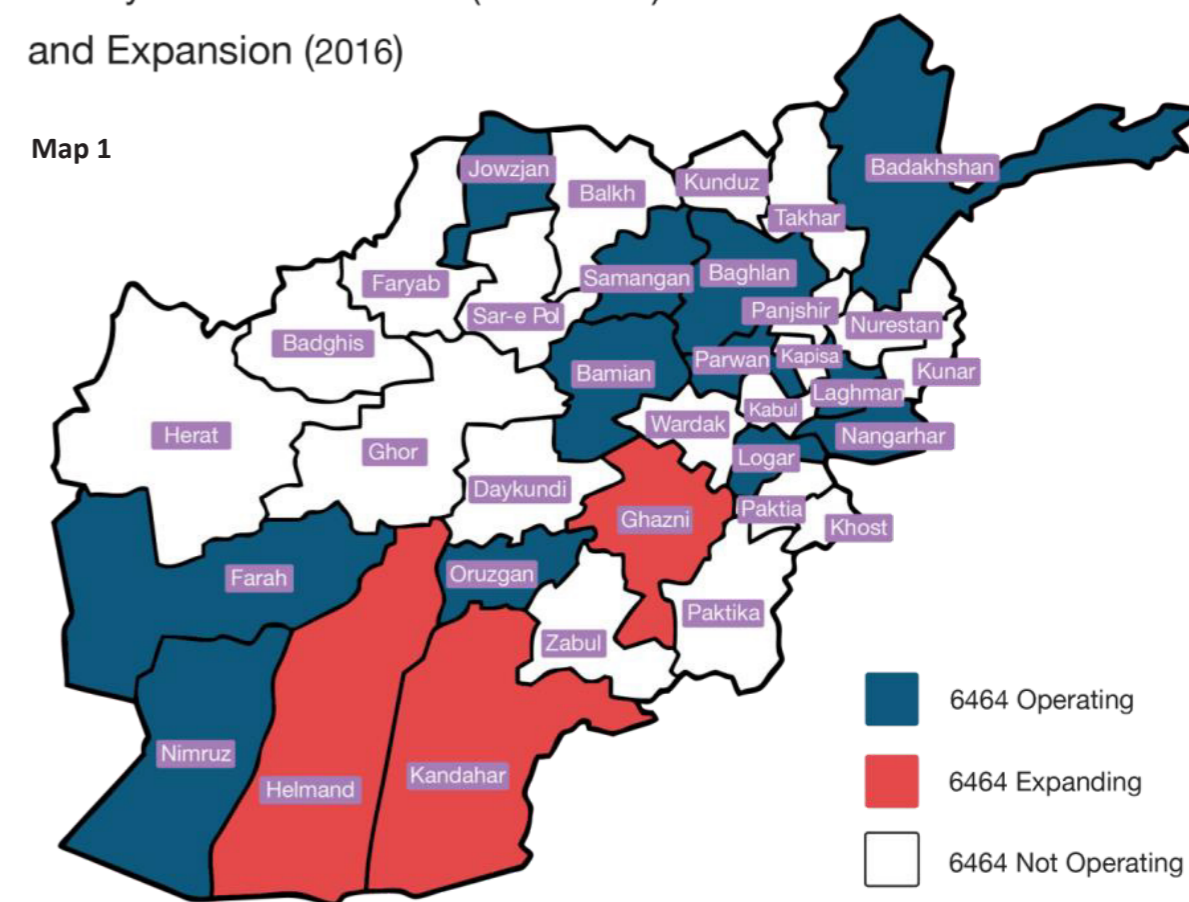 and Expansion (2016)
Map 1
Jowzjan
Balkh
Kunduz
Badakhshan
Takhar
Faryab
Samangan
Baghlan
Sar-e Pol
Panjshir
Nurestan
Badghis
Bamian
Parwan
Kapisa
Kunar
Laghman
Kabul
Herat
Ghor
Wardak
Nangarhar
Logar
Daykundi
Ghazni
Paktia
Khost
Farah
Oruzgan
Paktika
Zabul
6464 Operating
Nimruz
Helmand
Kandahar
6464 Expanding
6464 Not Operating